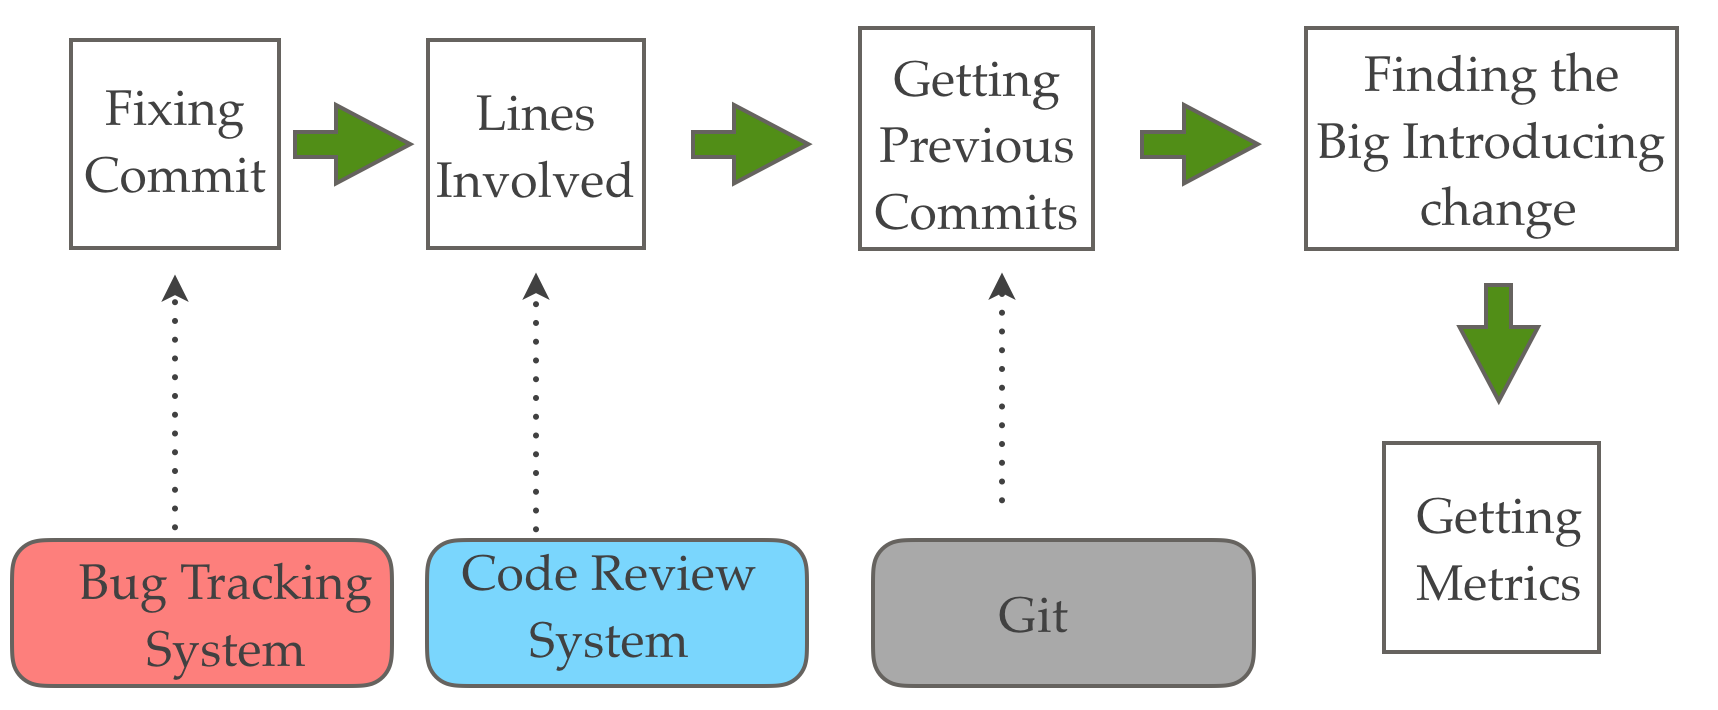 Fixing
Commit
Lines
Involved
Getting
Previous
Commits
Finding the
Big Introducing
change
Getting
Metrics
Bug Tracking
System
Code Review
System
Git